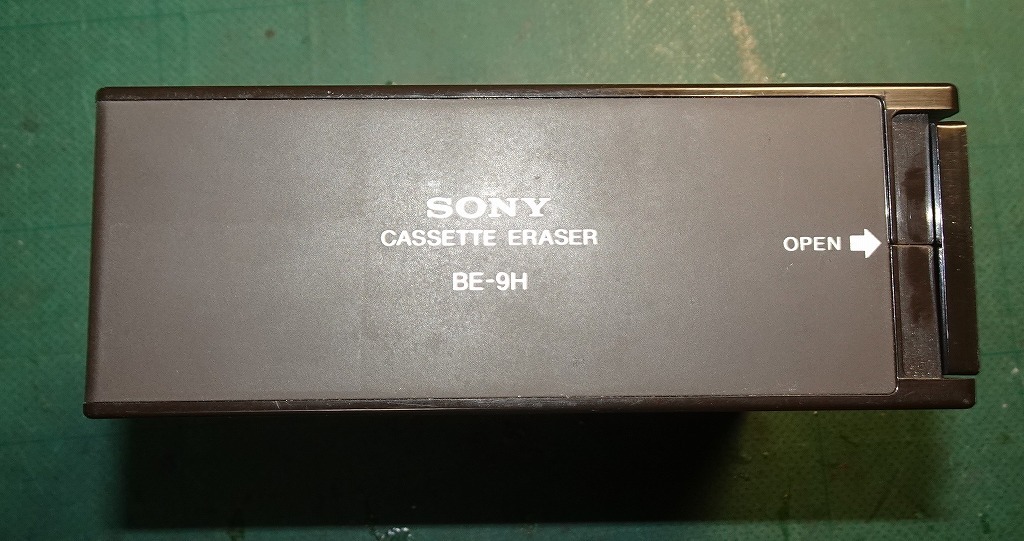 SONY
CASSETTE ERASER
BE-9H
OPEN